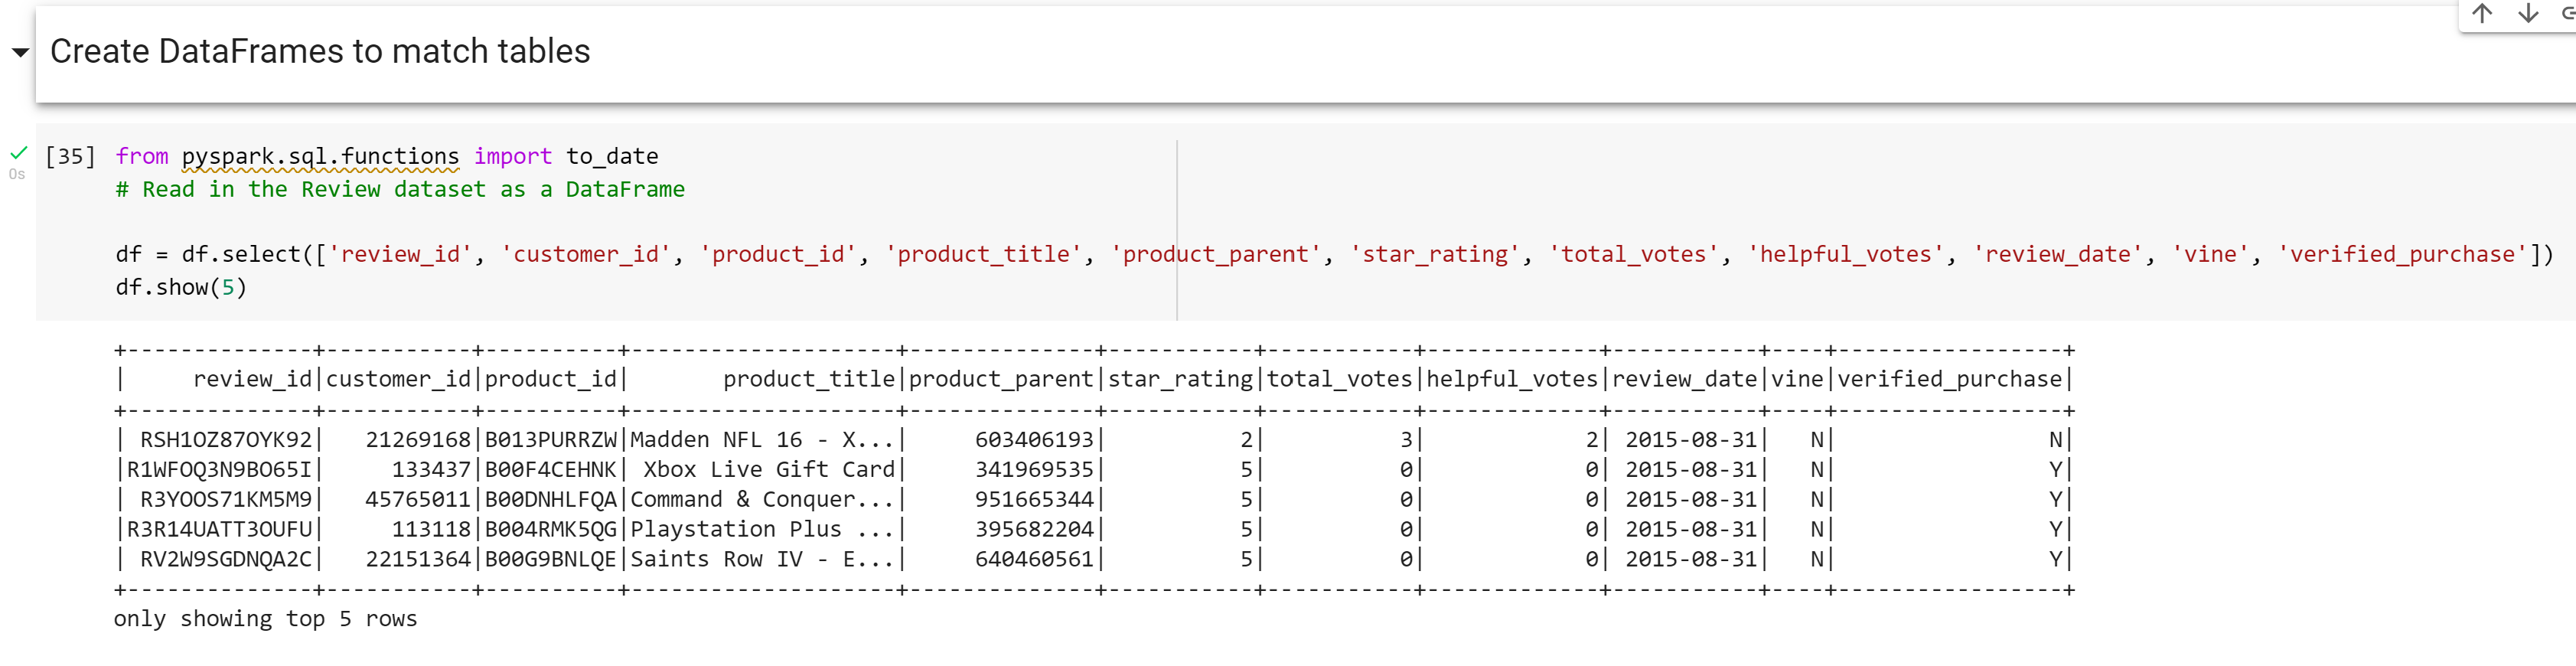 Create DataFrames to match tables
[35] from pyspark.sql.functions import to_date
0s
# Read in the Review dataset as a DataFrame
df = df.select(['review_id', 'customer_id', 'product_id', 'product_title', 'product_parent', 'star_rating', 'total_votes', 'helpful_votes', 'review_date', 'vine', 'verified_purchase'])
df.show(5)
+--------------+-----------+----------+--------------------+--------------+-----------+-----------+-------------+-----------+----+-----------------+
|     review_id|customer_id|product_id|       product_title|product_parent|star_rating|total_votes|helpful_votes|review_date|vine|verified_purchase|
+--------------+-----------+----------+--------------------+--------------+-----------+-----------+-------------+-----------+----+-----------------+
| RSH1OZ87OYK92|   21269168|B013PURRZW|Madden NFL 16 - X...|     603406193|          2|          3|            2| 2015-08-31|   N|                N|
|R1WFOQ3N9BO65I|     133437|B00F4CEHNK| Xbox Live Gift Card|     341969535|          5|          0|            0| 2015-08-31|   N|                Y|
| R3YOOS71KM5M9|   45765011|B00DNHLFQA|Command & Conquer...|     951665344|          5|          0|            0| 2015-08-31|   N|                Y|
|R3R14UATT3OUFU|     113118|B004RMK5QG|Playstation Plus ...|     395682204|          5|          0|            0| 2015-08-31|   N|                Y|
| RV2W9SGDNQA2C|   22151364|B00G9BNLQE|Saints Row IV - E...|     640460561|          5|          0|            0| 2015-08-31|   N|                Y|
+--------------+-----------+----------+--------------------+--------------+-----------+-----------+-------------+-----------+----+-----------------+
only showing top 5 rows